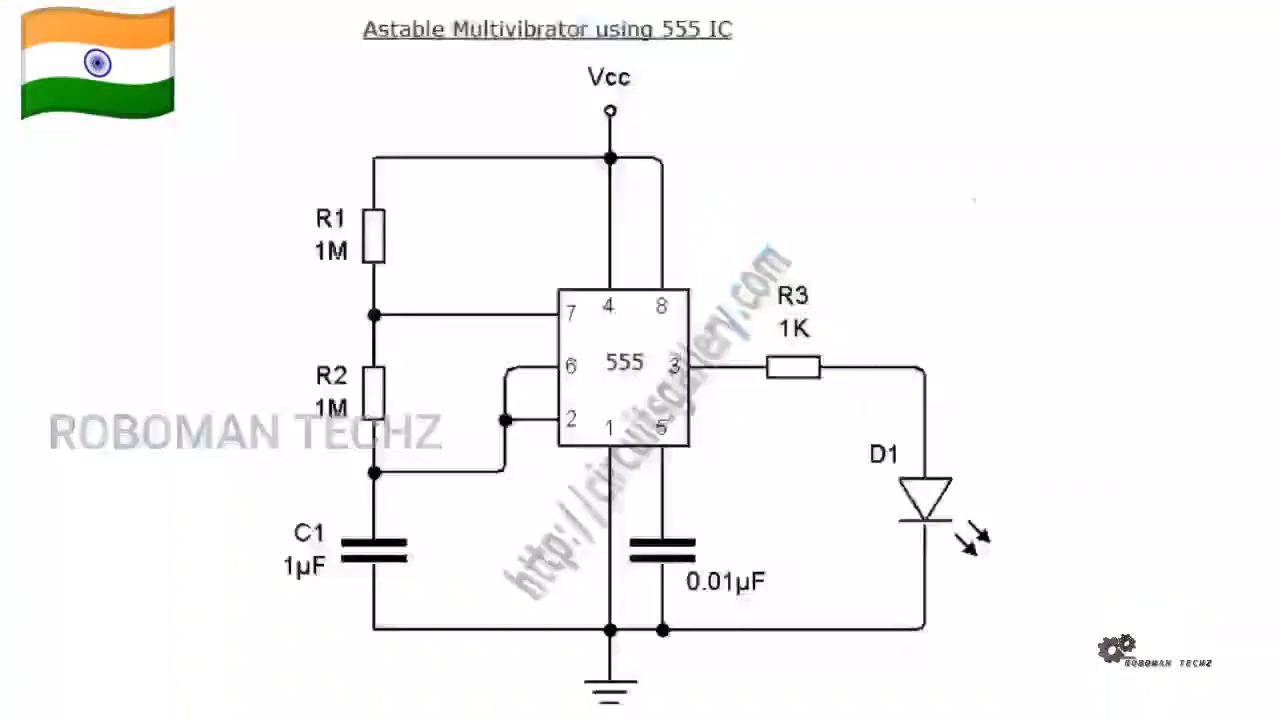 Astable Multivibrator using 555 IC
Vcc
R1
1M
7
4
8
R3
1K
555
6
3
R2
1M
2
1
5
ROBOMAN TECHZ
D1
http://circuitsgallery.com
C1
1µF
0.01µF
ROBOMAN TECHZ